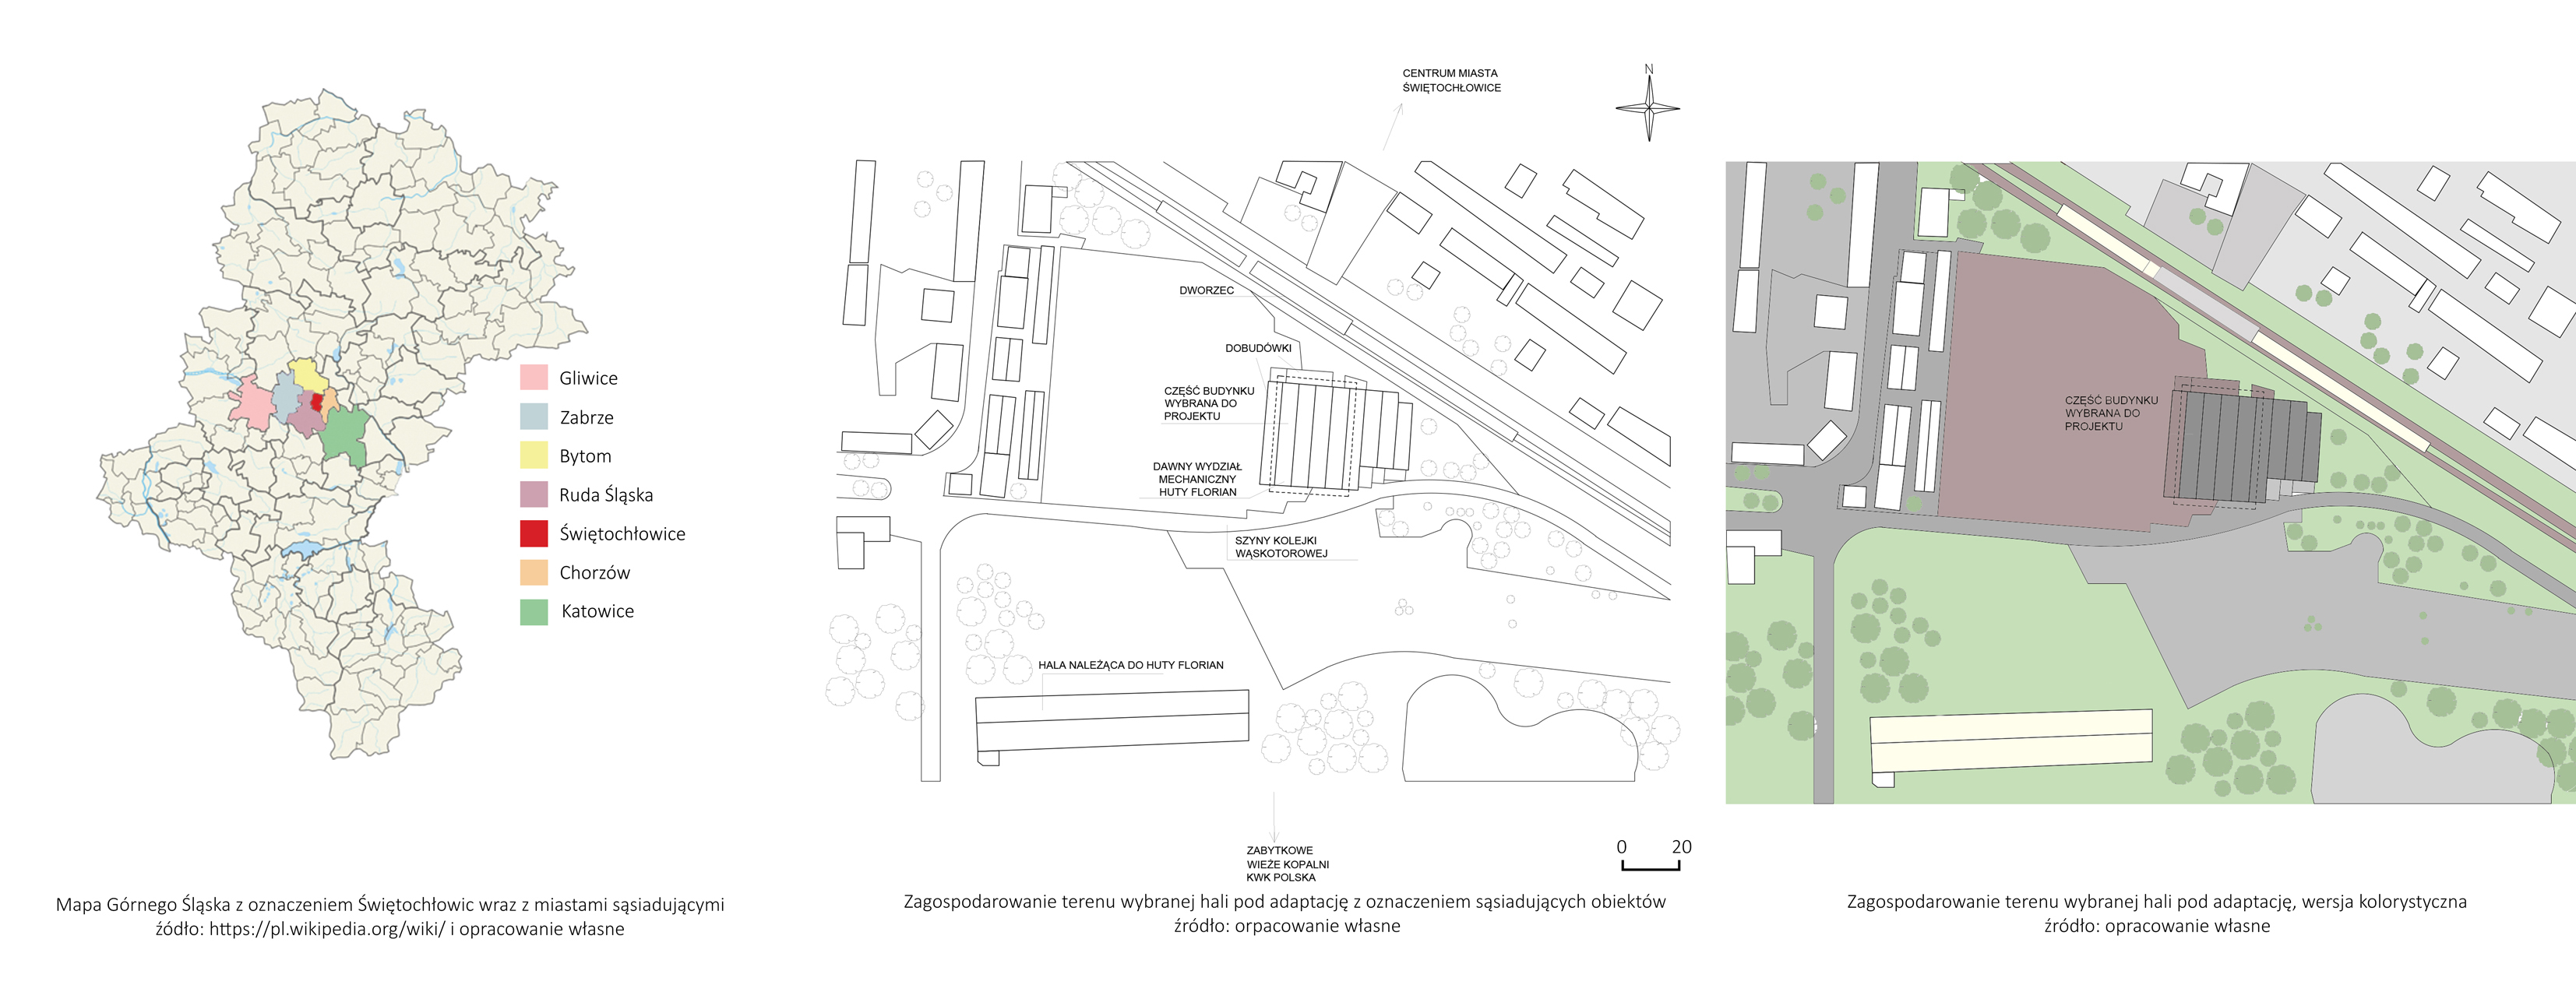 Gliwice
Zabrze
Bytom
Ruda Śląska
Świętochłowice
Chorzów
Katowice
Mapa Górnego Śląska z oznaczeniem Świętochłowic wraz z miastami sąsiadującymi
źódło: https://pl.wikipedia.org/wiki/ i opracowanie własne
CENTRUM MIASTA
ŚWIĘTOCHŁOWICE
N
DWORZEC
DOBUDÓWKI
CZĘŚĆ BUDYNKU
WYBRANA DO
PROJEKTU
DAWNY WYDZIAŁ
MECHANICZNY
HUTY FLORIAN
SZYNY KOLEJKI
WĄSKOTOROWEJ
HALA NALEŻĄCA DO HUTY FLORIAN
ZABYTKOWE
WIEŻE KOPALNI
KWK POLSKA
0 20
Zagospodarowanie terenu wybranej hali pod adaptację z oznaczeniem sąsiadujących obiektów
źródło: orpacowanie własne
CZĘŚĆ BUDYNKU
WYBRANA DO
PROJEKTU
Zagospodarowanie terenu wybranej hali pod adaptację, wersja kolorystyczna
źródło: opracowanie własne